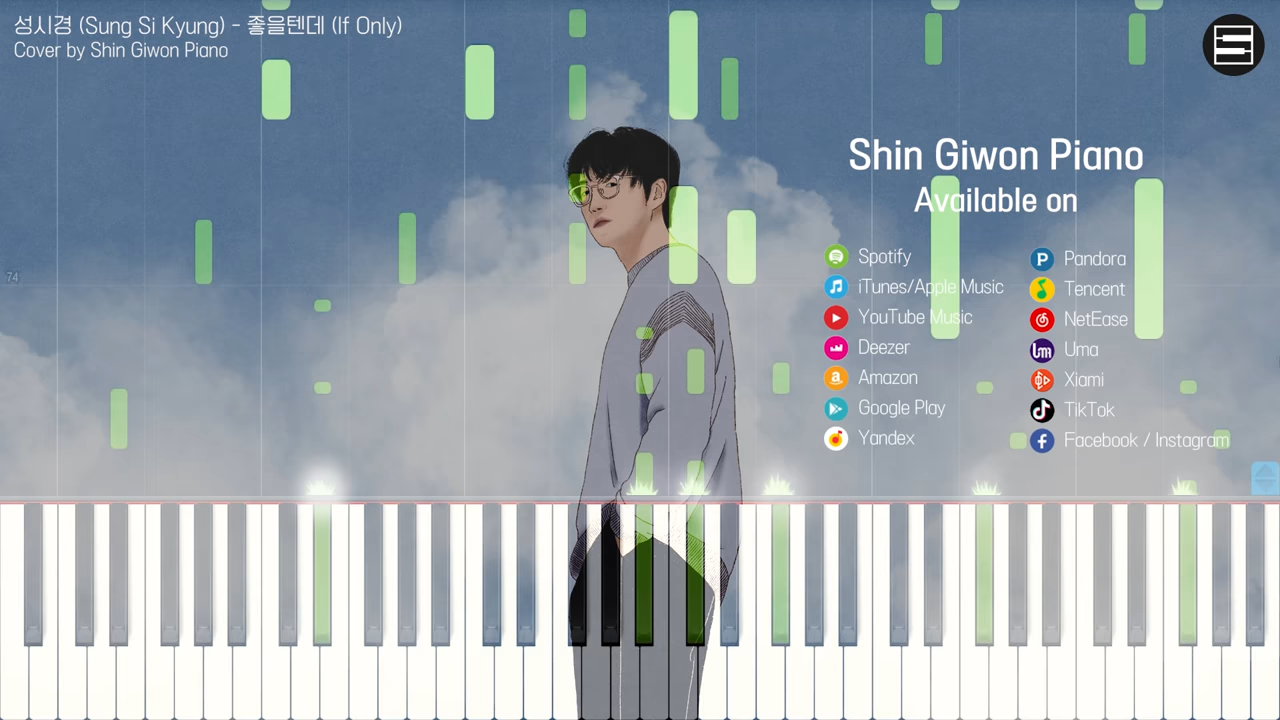 성시경 (Sung Si Kyung) - 좋을텐데 (If Only)
Cover by Shin Giwon Piano
Shin Giwon Piano
Available on
Spotify
iTunes/Apple Music
YouTube Music
Deezer
Amazon
Google Play
Yandex
Pandora
Tencent
NetEase
Uma
Xiami
TikTok
Facebook / Instagram
74